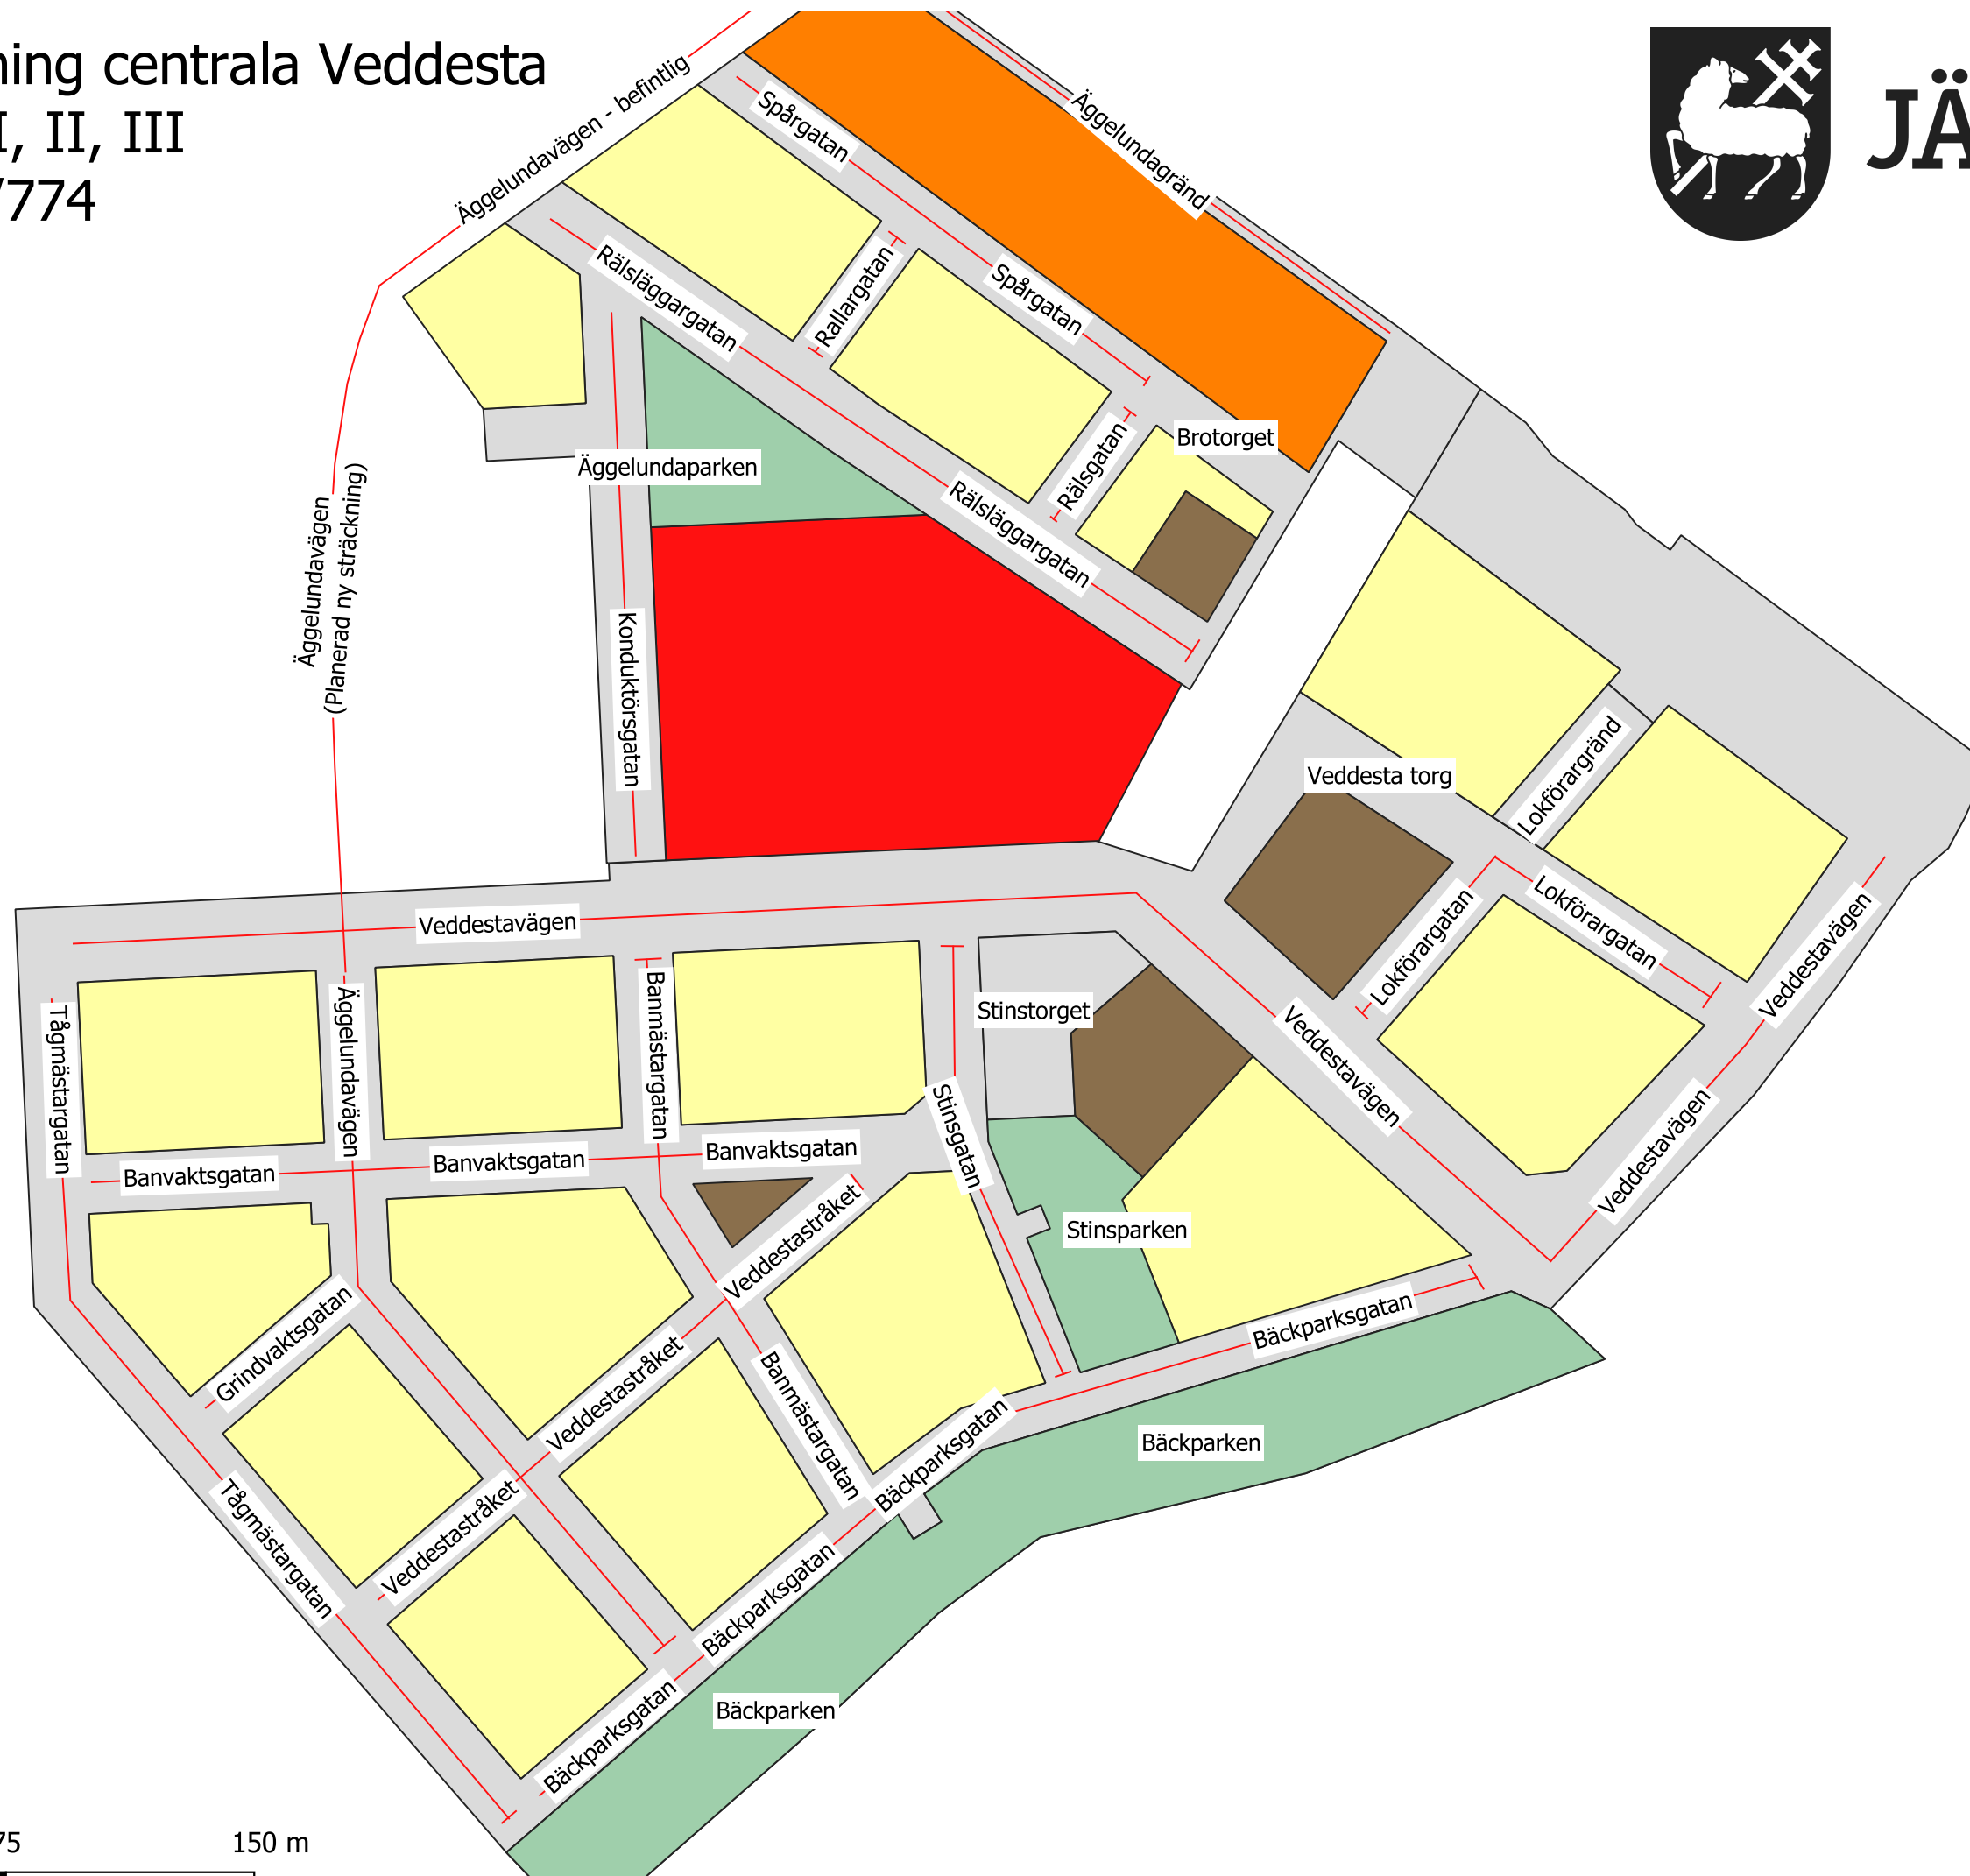 ning centrala Veddesta
I, II, III
/774
JÄ
Äggelundavägen - befintlig
Spårgatan
Äggelundagränd
Rälsläggargatan
Rallargatan
Spårgatan
Rälsgatan
Brotorget
Äggelundaparken
Rälsläggargatan
Äggelundavägen
(Planerad ny sträckning)
Konduktörsgatan
Veddesta torg
Lokförargränd
Lokförargatan
Lokförargatan
Veddestavägen
Veddestavägen
Stinstorget
Veddestavägen
Veddestavägen
Tågmästargatan
Äggelundavägen
Banmästargatan
Stinsgatan
Banvaktsgatan
Banvaktsgatan
Banvaktsgatan
Veddestastråket
Stinsparken
Grindvaktsgatan
Veddestastråket
Banmästargatan
Bäckparksgatan
Bäckparksgatan
Bäckparken
Tågmästargatan
Veddestastråket
Bäckparksgatan
Bäckparksgatan
Bäckparken
75
150 m